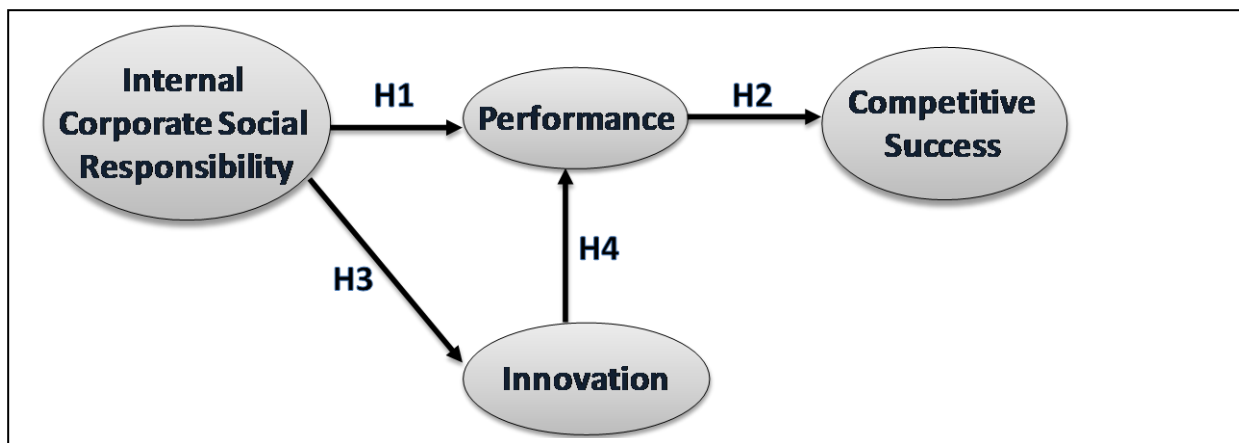 Internal
Corporate Social
Responsibility
H1
Performance
H2
Competitive
Success
H3
H4
Innovation